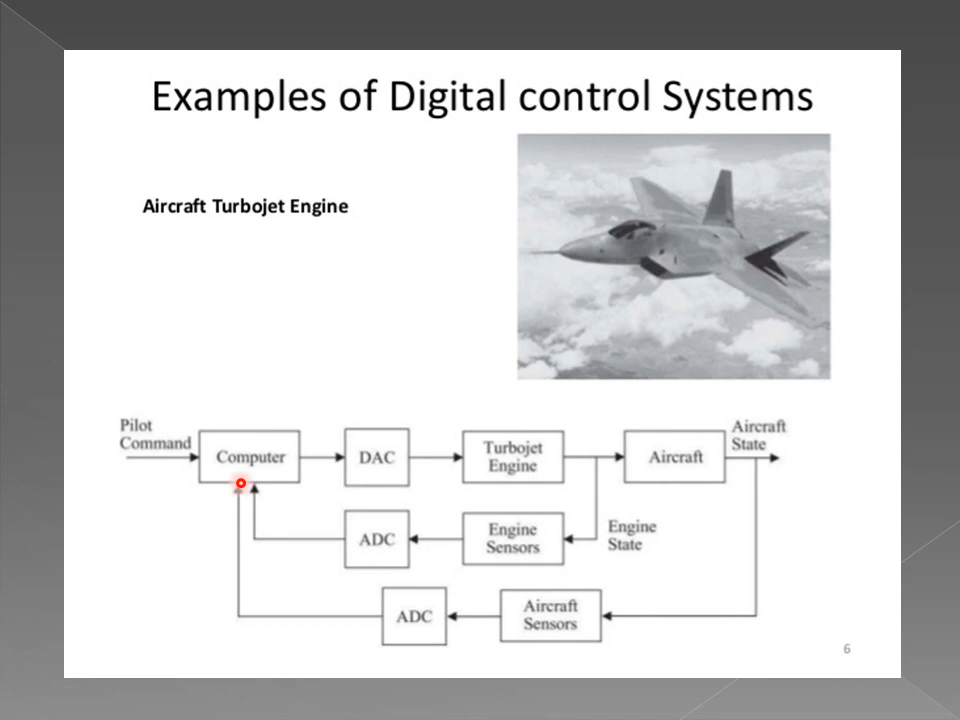 Examples of Digital control Systems
Aircraft Turbojet Engine
Pilot
Command
Computer
DAC
Turbojet
Engine
Aircraft
Aircraft
State
ADC
Engine
Sensors
Engine
State
ADC
Aircraft
Sensors
6